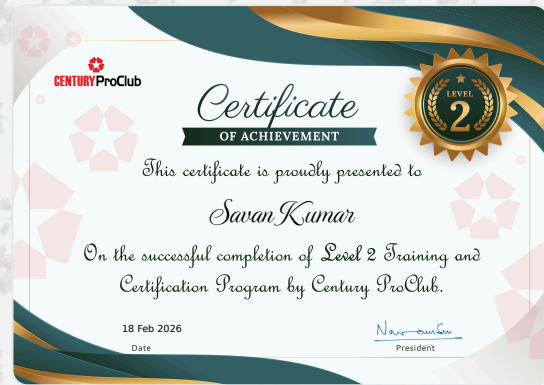 CENTURY ProClub
LEVEL
2
Certificate
OF ACHIEVEMENT
This certificate is proudly presented to
Savan Kumar
On the successful completion of Level 2 Training and
Certification Program by Century ProClub.
18 Feb 2026
Date
President